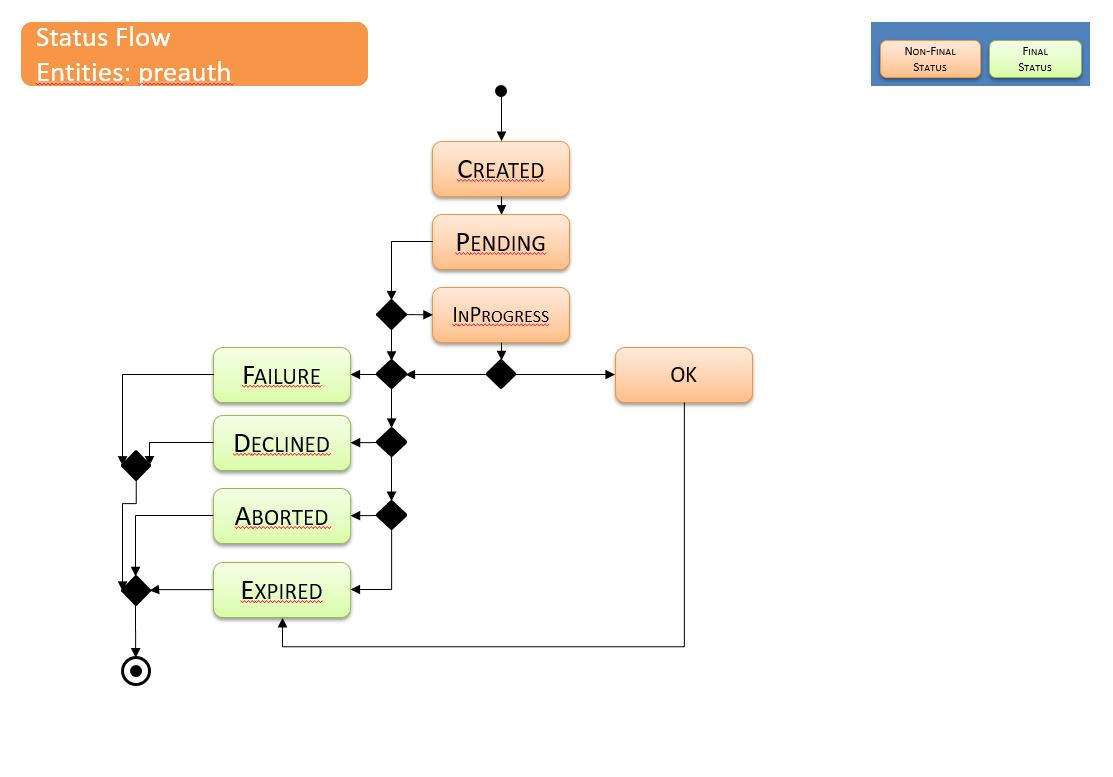 Status Flow
Entities: preauth
Non-Final
Status
Final
Status
Created
Pending
InProgress
Failure
OK
Declined
Aborted
Expired